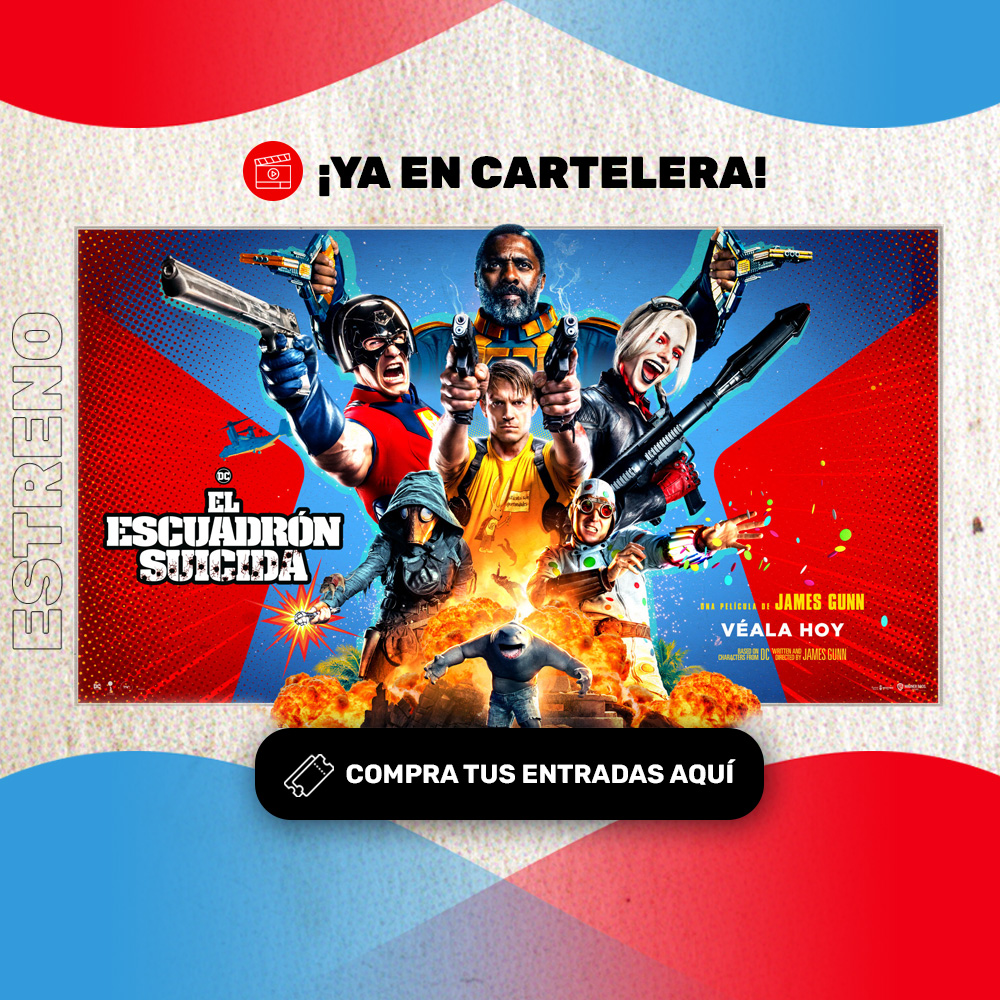 ¡YA EN CARTELERA!
ESTRENO
DC
EL
ESCUADRÓN
SUICIDA
UNA PELÍCULA DE JAMES GUNN
VÉALA HOY
BASED ON CHARACTERS FROM DC WRITTEN AND DIRECTED BY JAMES GUNN
COMPRA TUS ENTRADAS AQUÍ